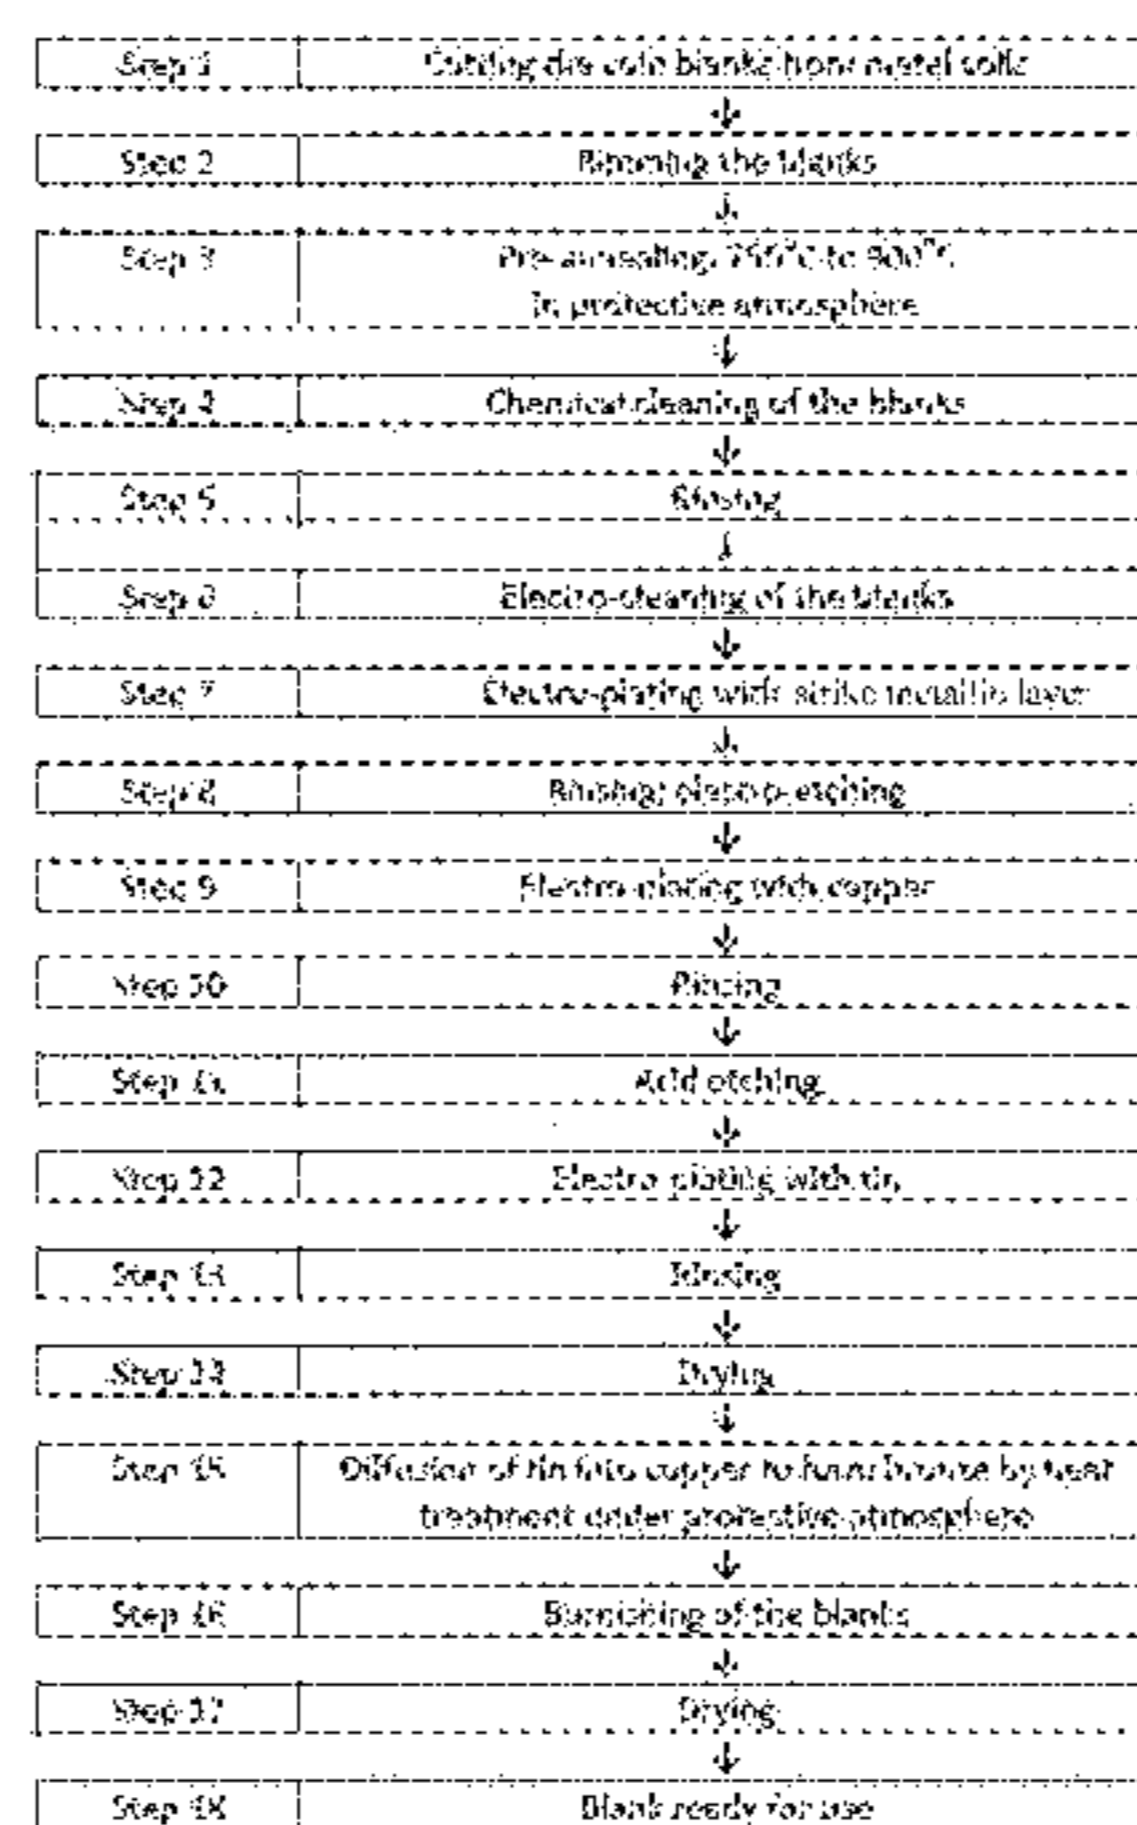 Step 1 Cutting the coin blanks from metal coils
Step 2 Rimming the blanks
Step 3 Pre-annealing, to 900°C
In protective atmosphere
Step 4 Chemical cleaning of the blanks
Step 5 Rinsing
Step 6 Electro-cleaning of the blanks
Step 7 Electro-plating with strike metallic layer
Step 8 Rinsing; electro-etching
Step 9 Electro-plating with copper
Step 10 Rinsing
Step 11 Acid etching
Step 12 Electro-plating with tin
Step 13 Rinsing
Step 14 Drying
Step 15 Diffusion of tin into copper to form bronze by heat
treatment under protective atmosphere
Step 16 Burnishing of the blanks
Step 17 Drying
Step 18 Blank ready for use